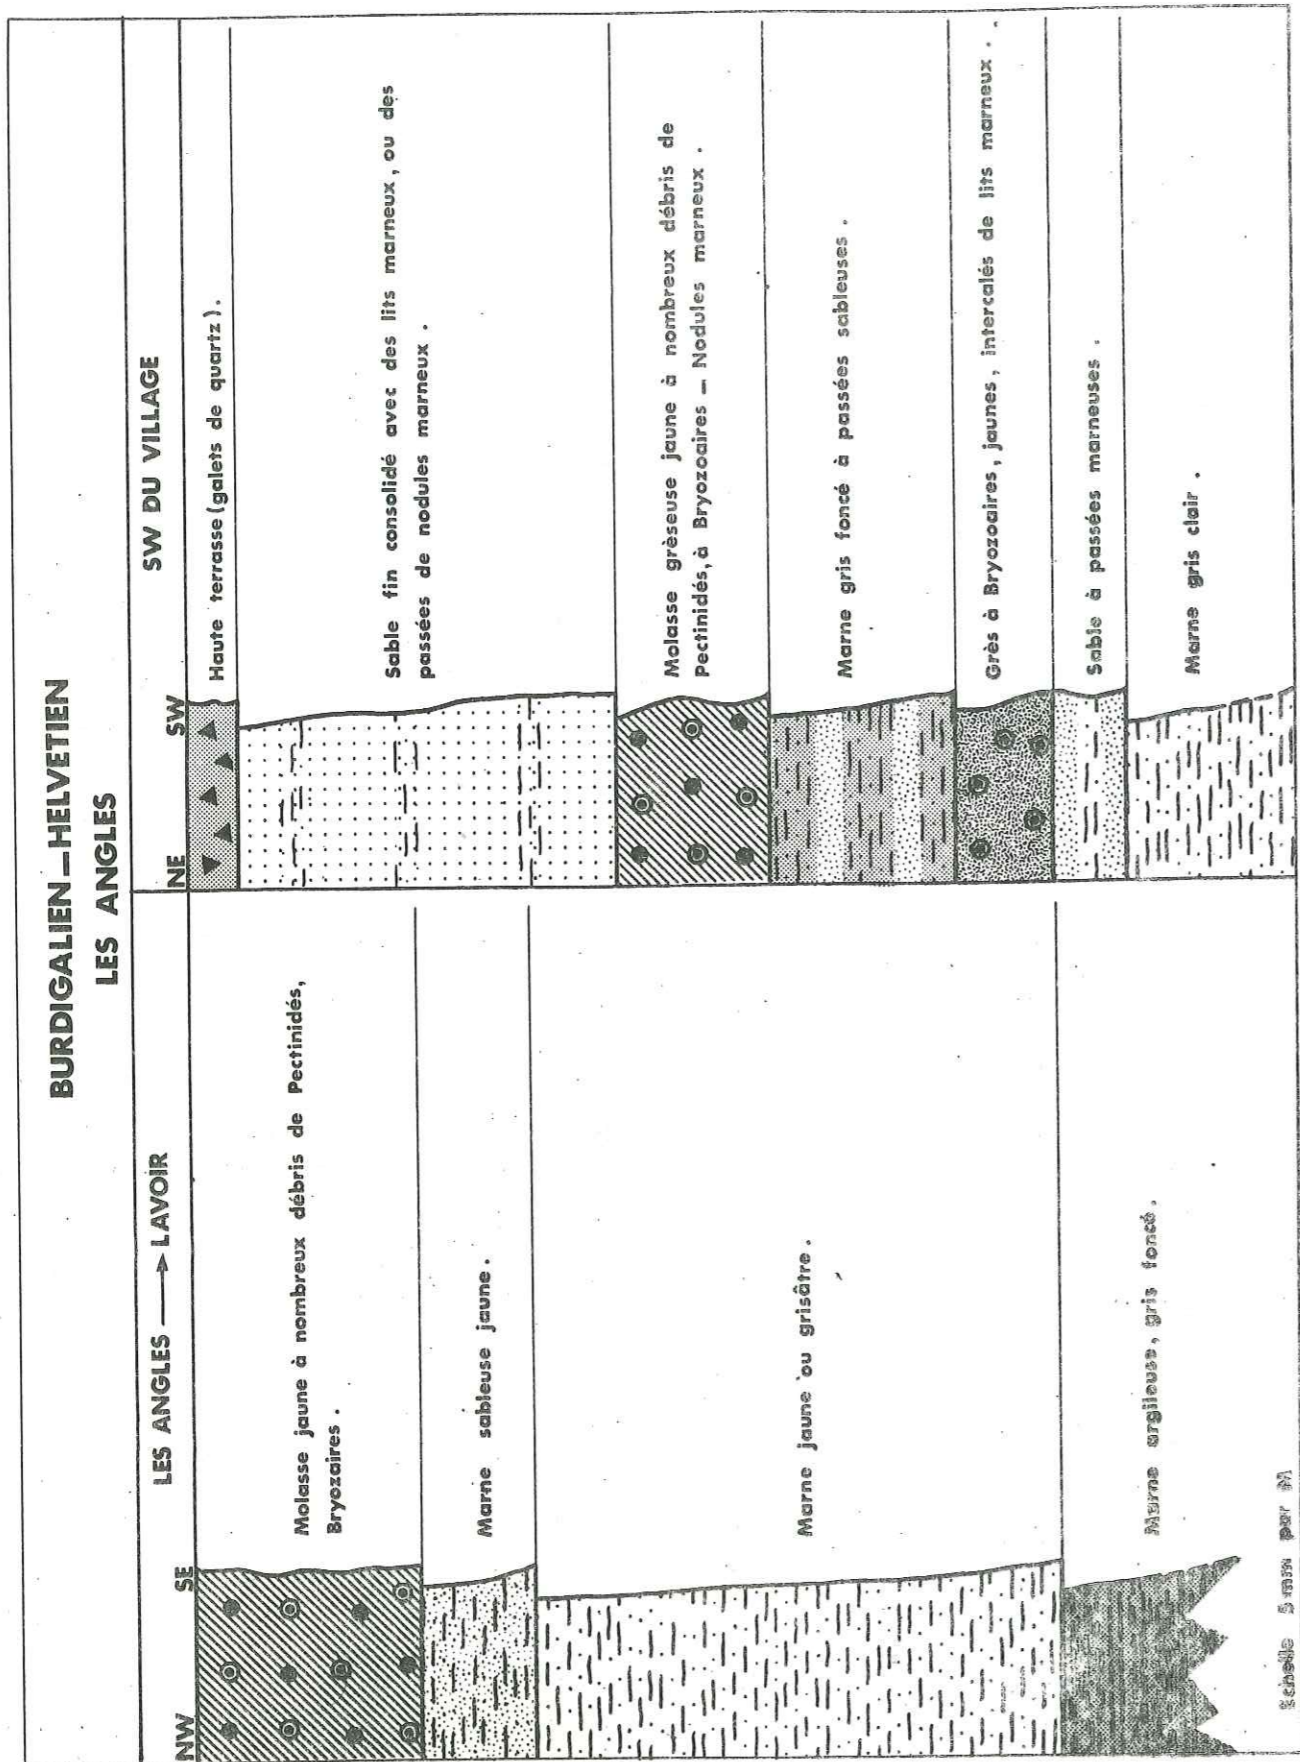 BURDIGALIEN_HELVETIEN
LES ANGLES
LES ANGLES → LAVOIR
NW SE
Molasse jaune à nombreux débris de Pectinidés,
Bryozaires .
Marne sableuse jaune .
Marne jaune ou grisâtre .
Marne argileuse, gris foncé .
Echelle 5 mm par M
SW DU VILLAGE
NE SW
Haute terrasse (galets de quartz) .
Sable fin consolidé avec des lits marneux, ou des
passées de nodules marneux .
Molasse grèseuse jaune à nombreux débris de
Pectinidés, à Bryozoaires _ Nodules marneux .
Marne gris foncé à passées sableuses .
Grès à Bryozoaires, jaunes, intercalés de lits marneux .
Sable à passées marneuses .
Marne gris clair .